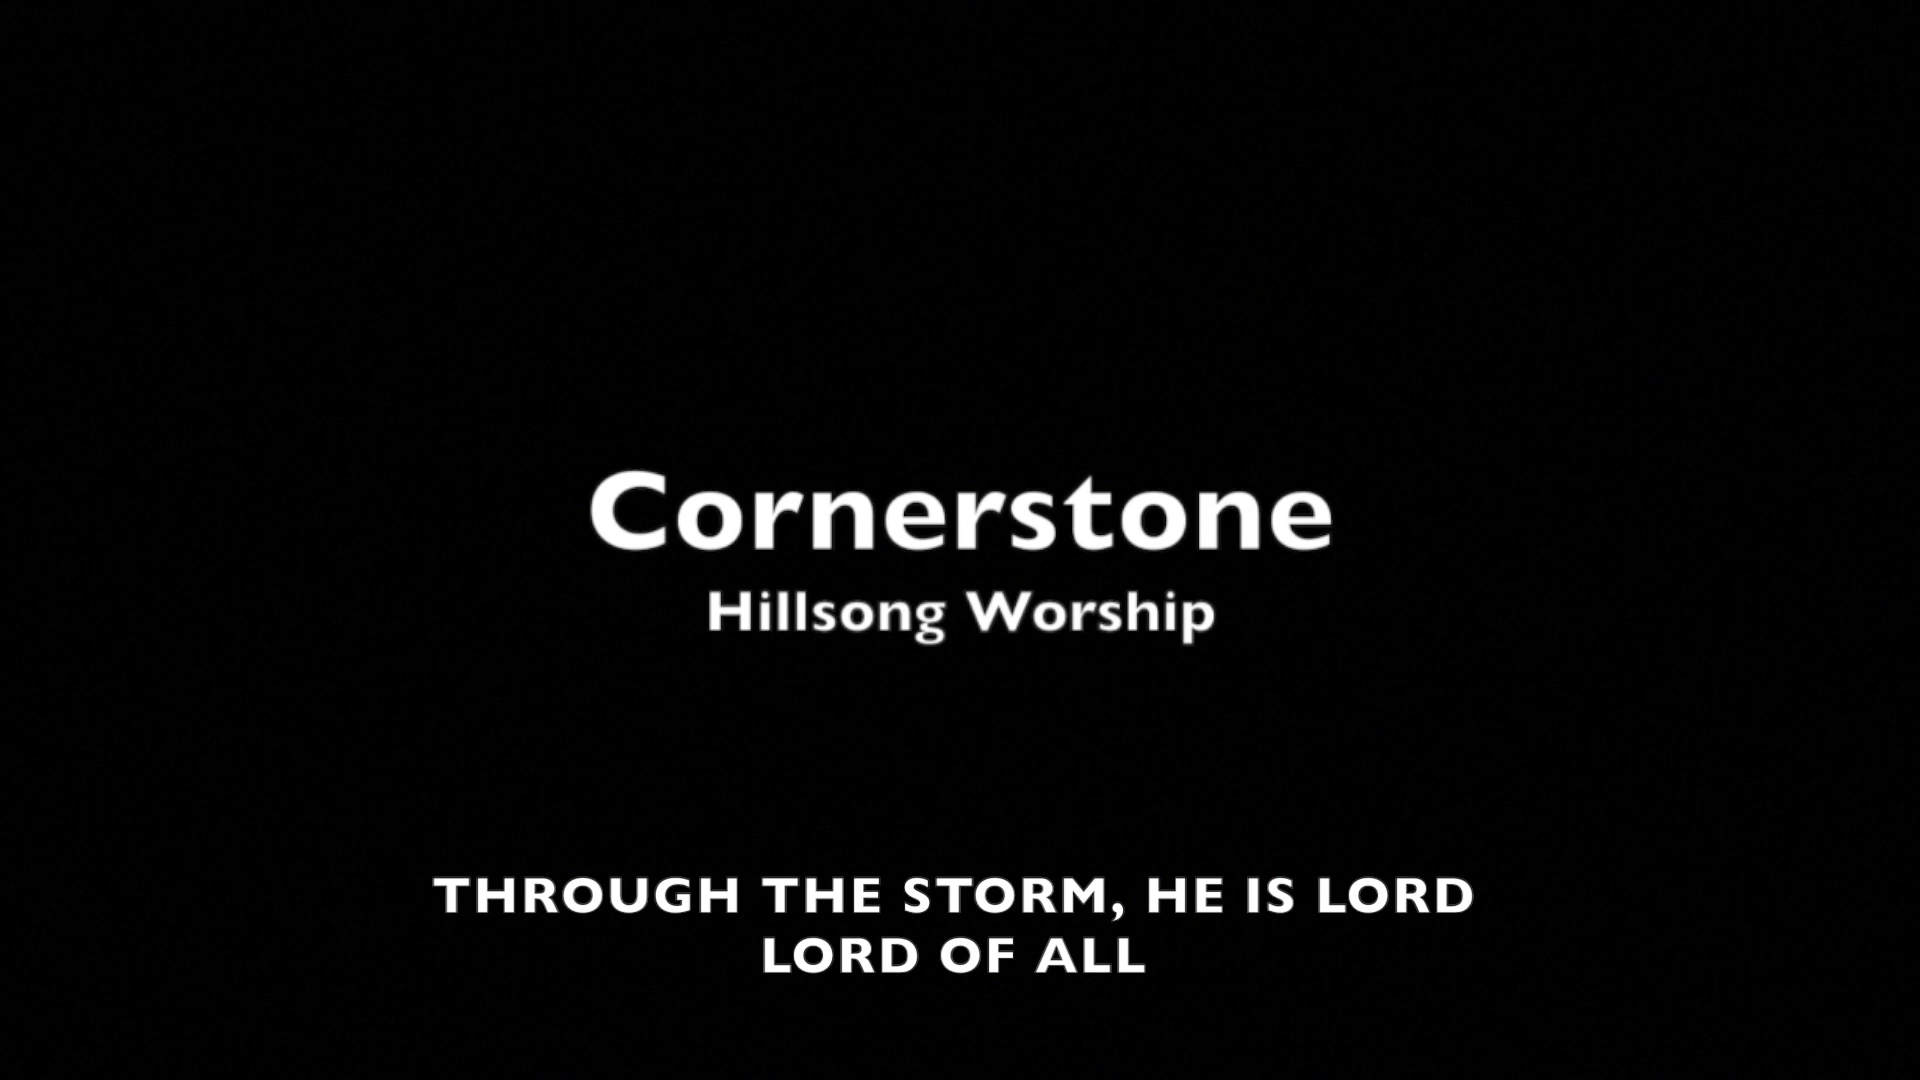 Cornerstone
Hillsong Worship
THROUGH THE STORM, HE IS LORD
LORD OF ALL